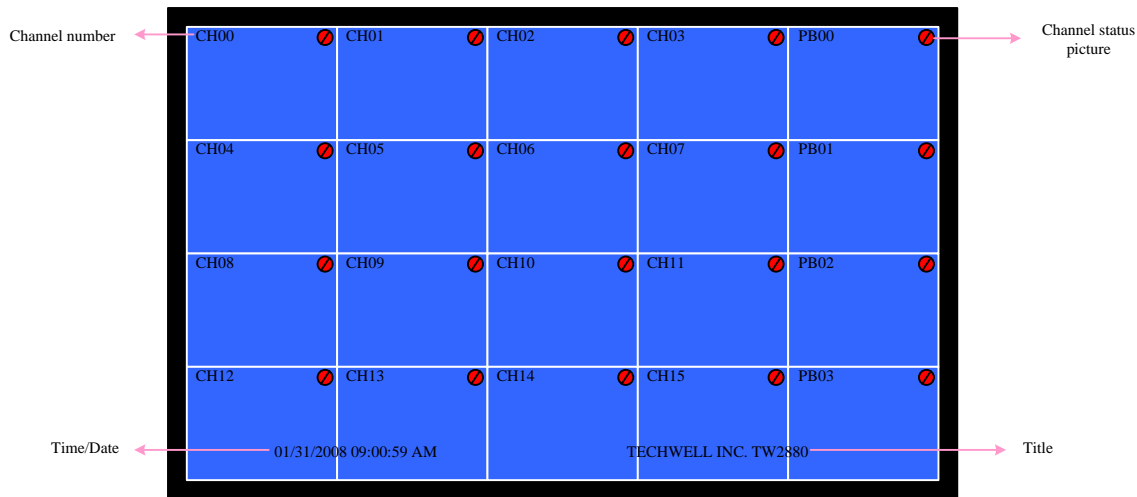 Channel number
CH00 CH01 CH02 CH03 PB00
Channel status
picture
CH04 CH05 CH06 CH07 PB01
CH08 CH09 CH10 CH11 PB02
CH12 CH13 CH14 CH15 PB03
Time/Date
01/31/2008 09:00:59 AM
TECHWELL INC. TW2880
Title